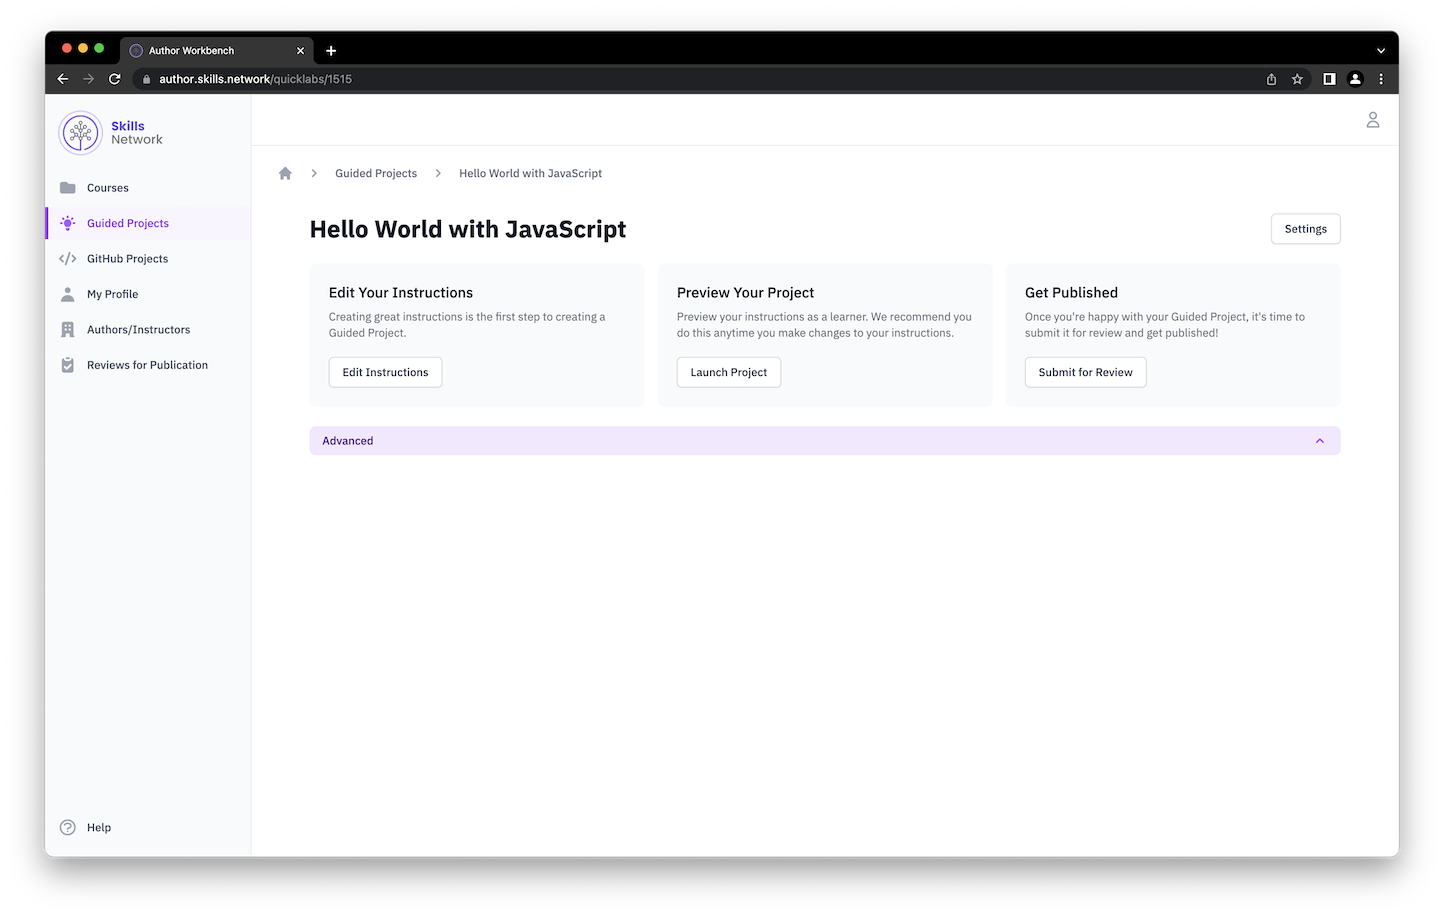 Author Workbench
author.skills.network/quicklabs/1515
Skills
Network
Courses
Guided Projects
GitHub Projects
My Profile
Authors/Instructors
Reviews for Publication
Help
Guided Projects
Hello World with JavaScript
Hello World with JavaScript
Settings
Edit Your Instructions
Creating great instructions is the first step to creating a
Guided Project.
Edit Instructions
Preview Your Project
Preview your instructions as a learner. We recommend you
do this anytime you make changes to your instructions.
Launch Project
Get Published
Once you're happy with your Guided Project, it's time to
submit it for review and get published!
Submit for Review
Advanced